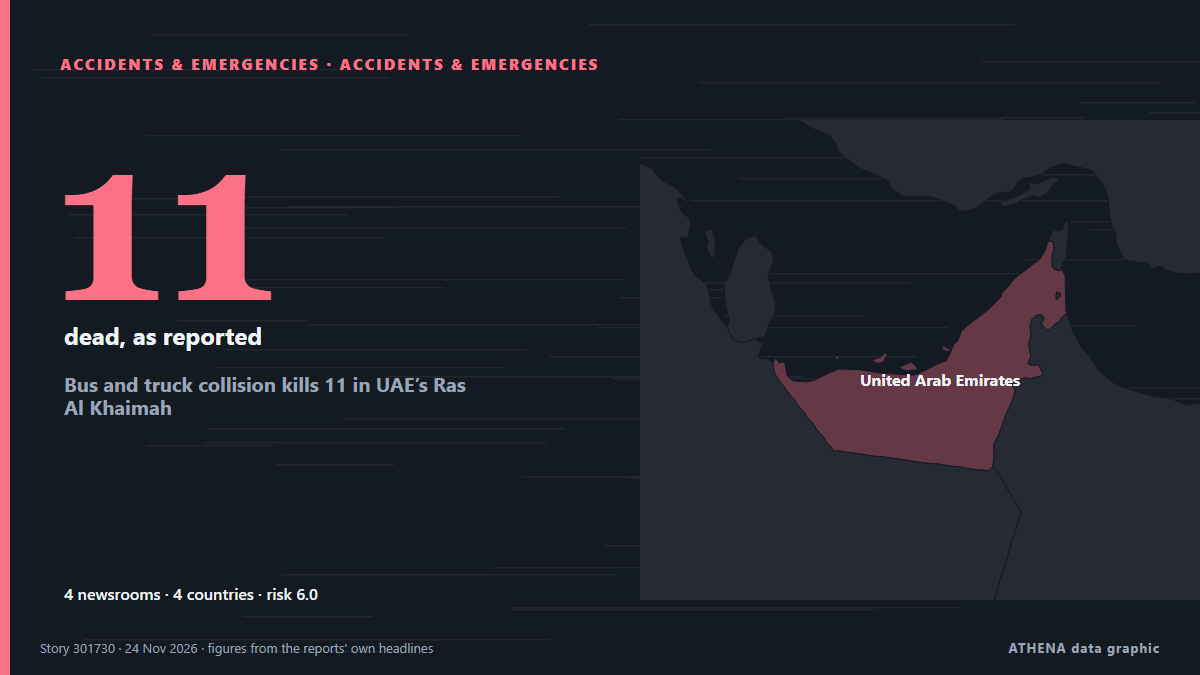 ACCIDENTS & EMERGENCIES · ACCIDENTS & EMERGENCIES
11
dead, as reported
Bus and truck collision kills 11 in UAE’s Ras
Al Khaimah
United Arab Emirates
4 newsrooms · 4 countries · risk 6.0
Story 301730 · 24 Nov 2026 · figures from the reports' own headlines
ATHENA data graphic